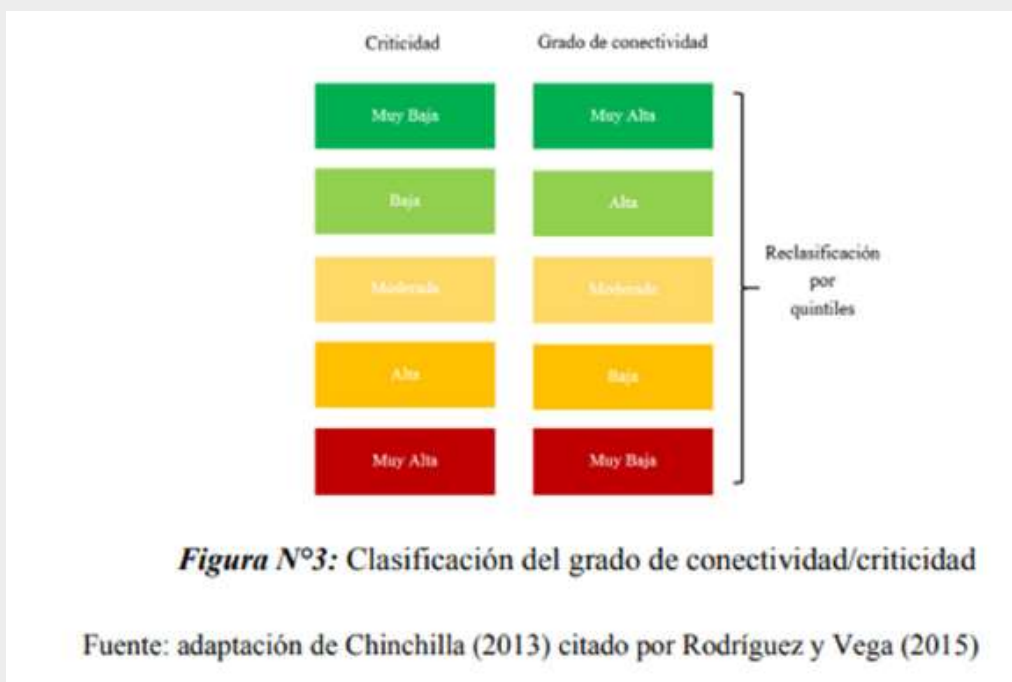 Criticidad Grado de conectividad
Muy Baja Muy Alta
Baja Alta
Moderada Moderado
Alta Baja
Muy Alta Muy Baja
Reclasificación
por
quintiles
Figura N°3: Clasificación del grado de conectividad/criticidad
Fuente: adaptación de Chinchilla (2013) citado por Rodríguez y Vega (2015)